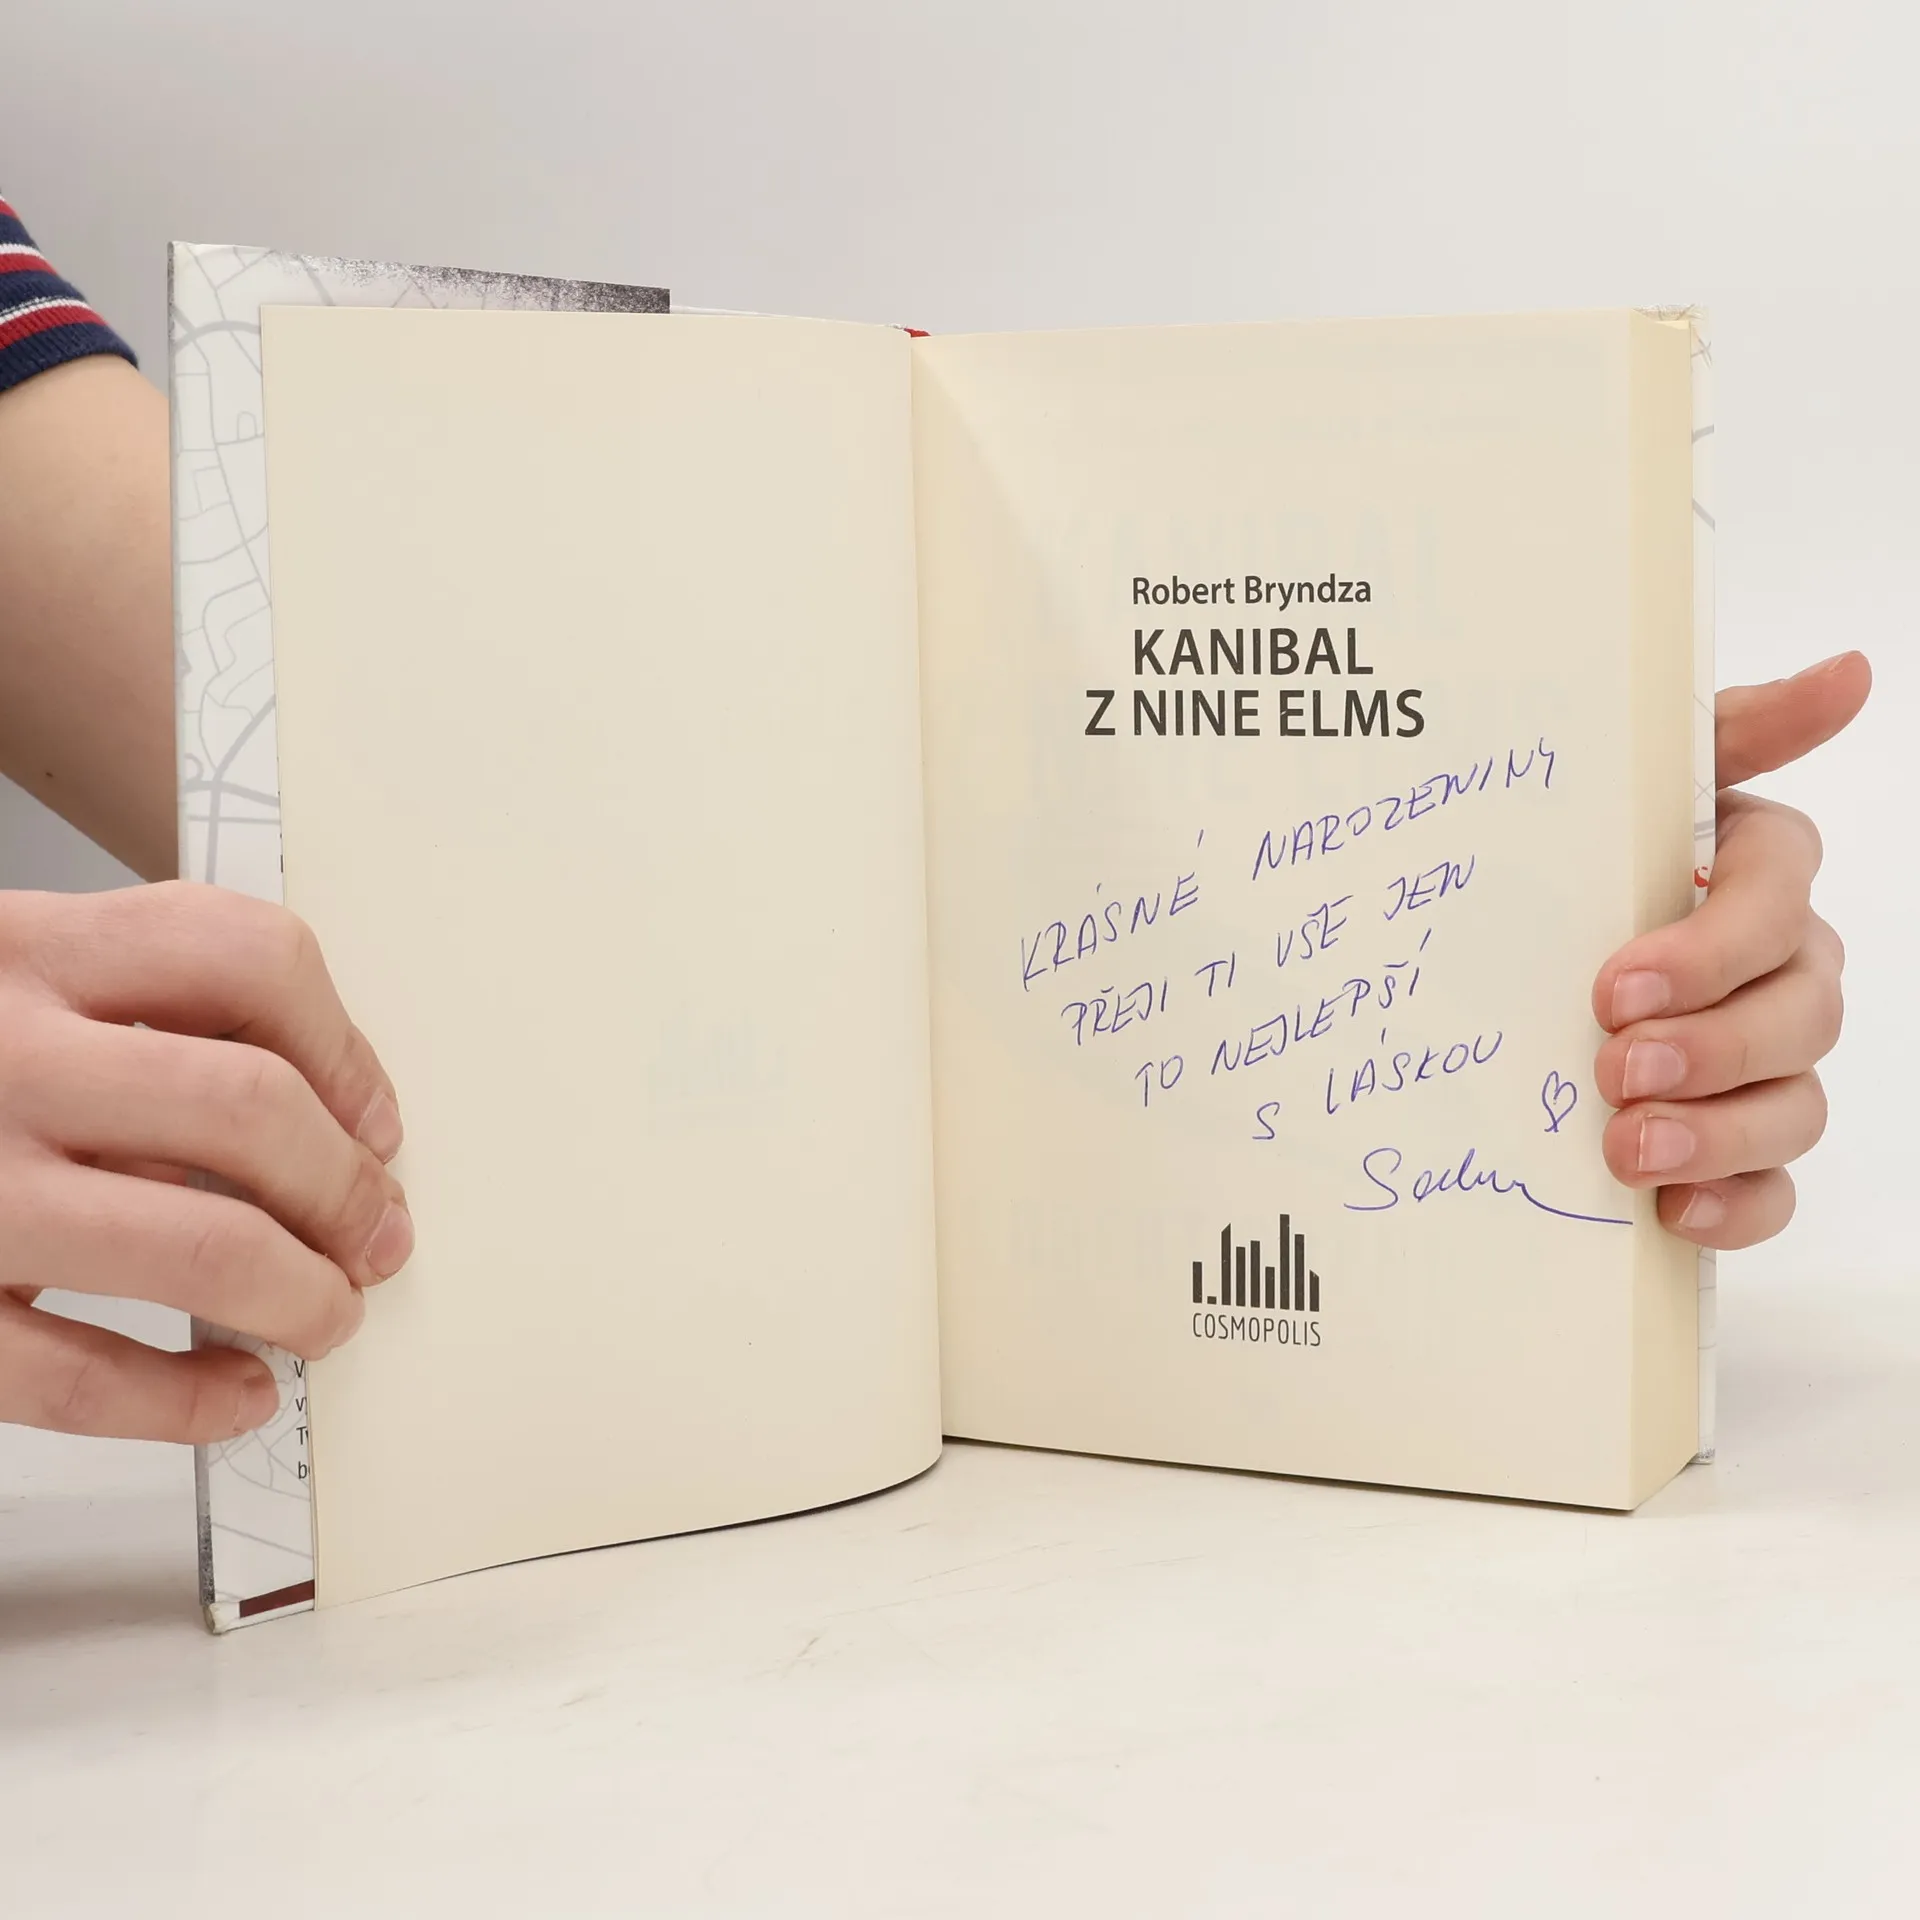 Robert Bryndza
KANIBAL
Z NINE ELMS
KRÁSNÉ NAROZENINY
PŘEJI TI VŠE JEN
TO NEJLEPŠÍ
S LÁSKOU
COSMOPOLIS